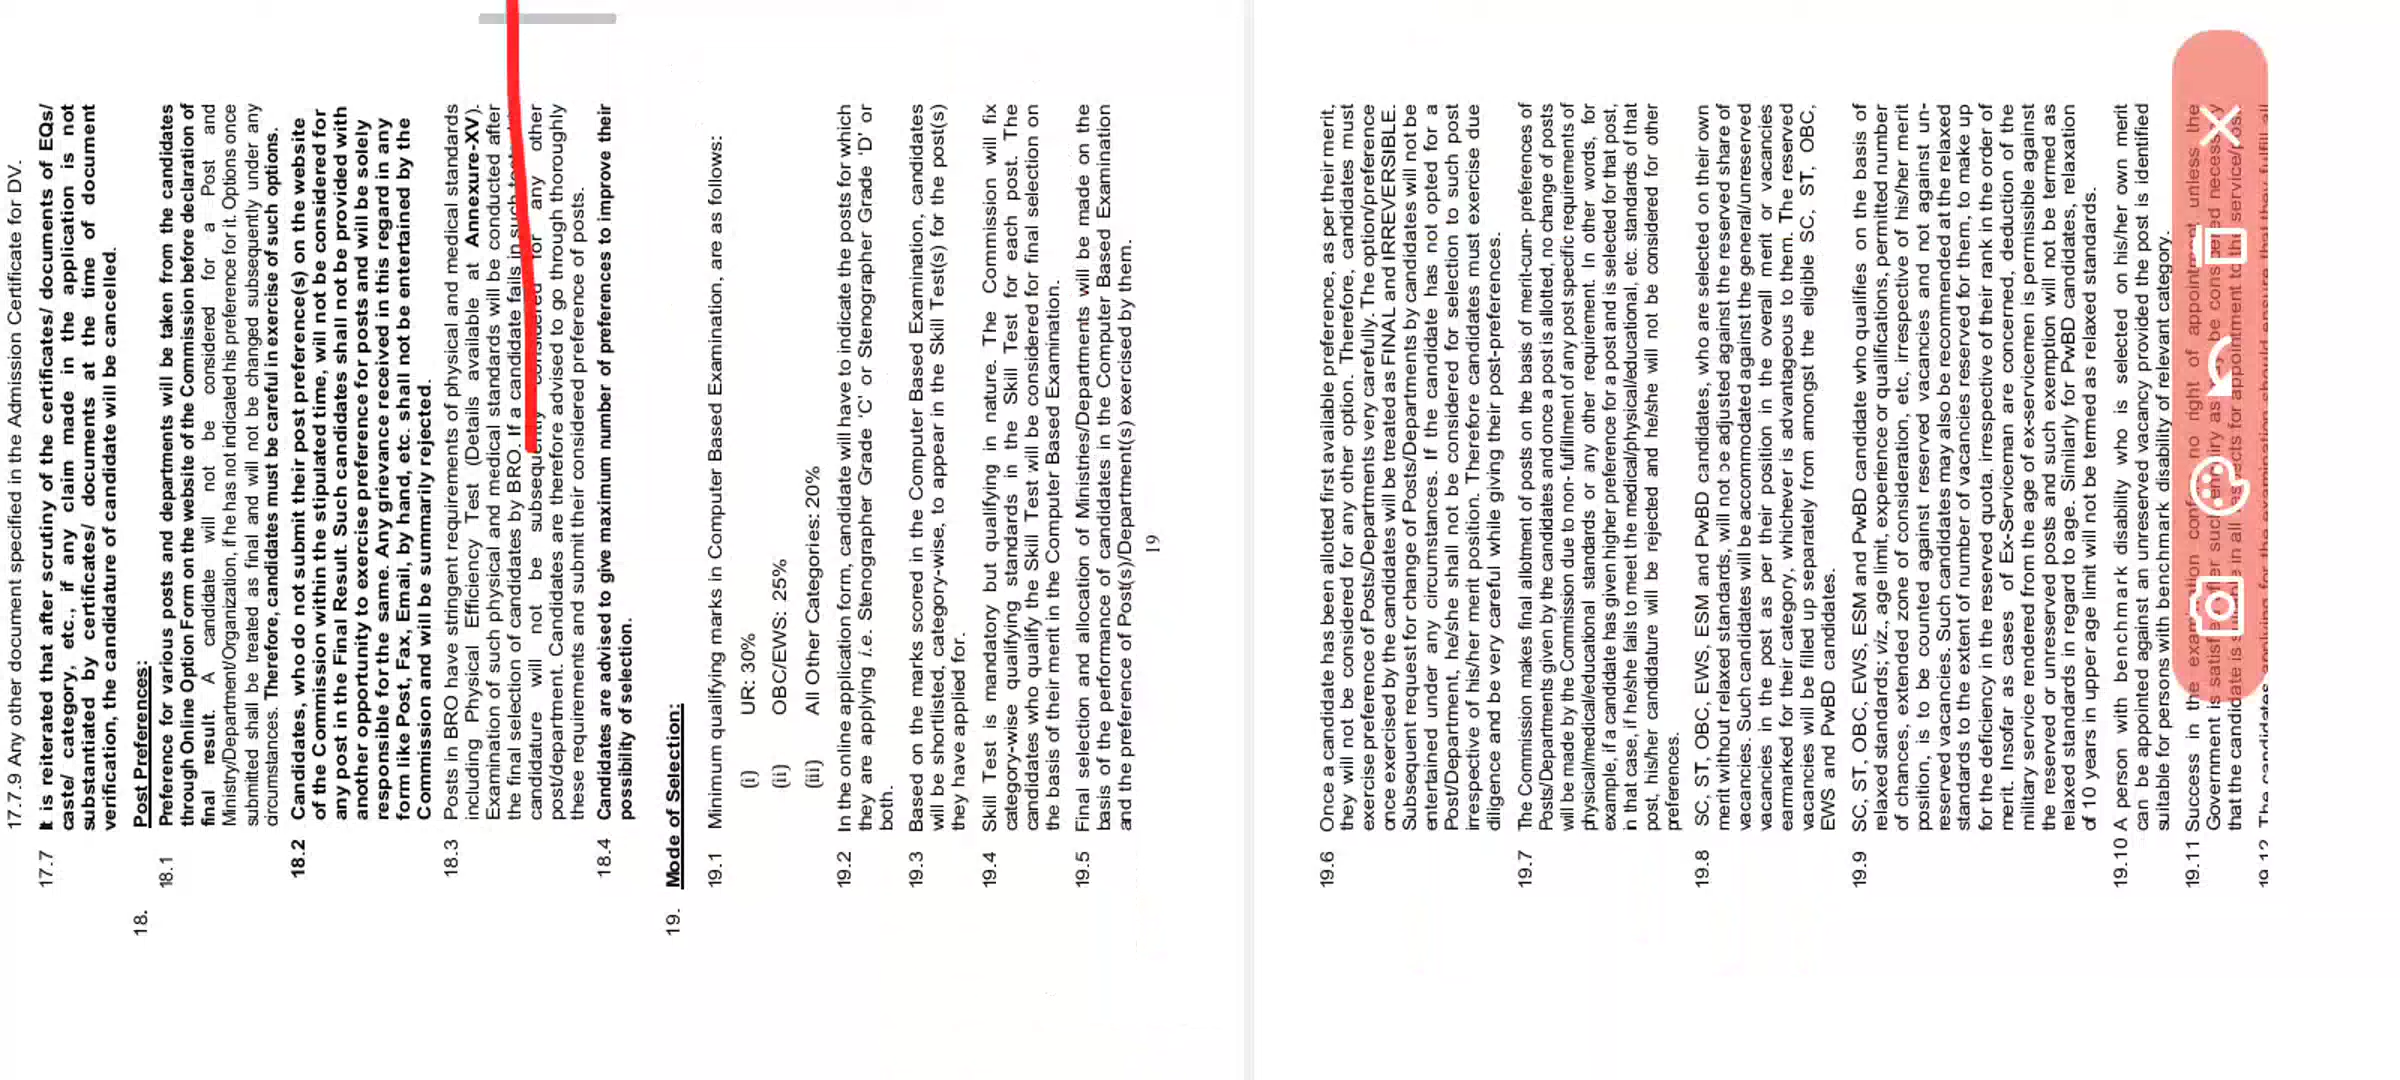 17.7.9 Any other document specified in the Admission Certificate for DV.
17.7 It is reiterated that after scrutiny of the certificates/ documents of EQs/
caste/ category, etc., if any claim made in the application is not
substantiated by certificates/ documents at the time of document
verification, the candidature of candidate will be cancelled.
18. Post Preferences:
18.1 Preference for various posts and departments will be taken from the candidates
through Online Option Form on the website of the Commission before declaration of
final result. A candidate will not be considered for a Post and
Ministry/Department/Organization, if he has not indicated his preference for it. Options once
submitted shall be treated as final and will not be changed subsequently under any
circumstances. Therefore, candidates must be careful in exercise of such options.
18.2 Candidates, who do not submit their post preference(s) on the website
of the Commission within the stipulated time, will not be considered for
any post in the Final Result. Such candidates shall not be provided with
another opportunity to exercise preference for posts and will be solely
responsible for the same. Any grievance received in this regard in any
form like Post, Fax, Email, by hand, etc. shall not be entertained by the
Commission and will be summarily rejected.
18.3 Posts in BRO have stringent requirements of physical and medical standards
including Physical Efficiency Test (Details available at Annexure-XV).
Examination of such physical and medical standards will be conducted after
the final selection of candidates by BRO. If a candidate fails in such
candidature will not be subsequently considered for any other
post/department. Candidates are therefore advised to go through thoroughly
these requirements and submit their considered preference of posts.
18.4 Candidates are advised to give maximum number of preferences to improve their
possibility of selection.
19. Mode of Selection:
19.1 Minimum qualifying marks in Computer Based Examination, are as follows:
(i) UR: 30%
(ii) OBC/EWS: 25%
(iii) All Other Categories: 20%
19.2 In the online application form, candidate will have to indicate the posts for which
they are applying i.e. Stenographer Grade 'C' or Stenographer Grade 'D' or
both.
19.3 Based on the marks scored in the Computer Based Examination, candidates
will be shortlisted, category-wise, to appear in the Skill Test(s) for the post(s)
they have applied for.
19.4 Skill Test is mandatory but qualifying in nature. The Commission will fix
category-wise qualifying standards in the Skill Test for each post. The
candidates who qualify the Skill Test will be considered for final selection on
the basis of their merit in the Computer Based Examination.
19.5 Final selection and allocation of Ministries/Departments will be made on the
basis of the performance of candidates in the Computer Based Examination
and the preference of Post(s)/Department(s) exercised by them.
19
19.6 Once a candidate has been allotted first available preference, as per their merit,
they will not be considered for any other option. Therefore, candidates must
exercise preference of Posts/Departments very carefully. The option/preference
once exercised by the candidates will be treated as FINAL and IRREVERSIBLE.
Subsequent request for change of Posts/Departments by candidates will not be
entertained under any circumstances. If the candidate has not opted for a
Post/Department, he/she shall not be considered for selection to such post
irrespective of his/her merit position. Therefore candidates must exercise due
diligence and be very careful while giving their post-preferences.
19.7 The Commission makes final allotment of posts on the basis of merit-cum- preferences of
Posts/Departments given by the candidates and once a post is allotted, no change of posts
will be made by the Commission due to non- fulfillment of any post specific requirements of
physical/medical/educational standards or any other requirement. In other words, for
example, if a candidate has given higher preference for a post and is selected for that post,
in that case, if he/she fails to meet the medical/physical/educational, etc. standards of that
post, his/her candidature will be rejected and he/she will not be considered for other
preferences.
19.8 SC, ST, OBC, EWS, ESM and PwBD candidates, who are selected on their own
merit without relaxed standards, will not be adjusted against the reserved share of
vacancies. Such candidates will be accommodated against the general/unreserved
vacancies in the post as per their position in the overall merit or vacancies
earmarked for their category, whichever is advantageous to them. The reserved
vacancies will be filled up separately from amongst the eligible SC, ST, OBC,
EWS and PwBD candidates.
19.9 SC, ST, OBC, EWS, ESM and PwBD candidate who qualifies on the basis of
relaxed standards; viz., age limit, experience or qualifications, permitted number
of chances, extended zone of consideration, etc, irrespective of his/her merit
position, is to be counted against reserved vacancies and not against un-
reserved vacancies. Such candidates may also be recommended at the relaxed
standards to the extent of number of vacancies reserved for them, to make up
for the deficiency in the reserved quota, irrespective of their rank in the order of
merit. Insofar as cases of Ex-Serviceman are concerned, deduction of the
military service rendered from the age of ex-servicemen is permissible against
the reserved or unreserved posts and such exemption will not be termed as
relaxed standards in regard to age. Similarly for PwBD candidates, relaxation
of 10 years in upper age limit will not be termed as relaxed standards.
19.10 A person with benchmark disability who is selected on his/her own merit
can be appointed against an unreserved vacancy provided the post is identified
suitable for persons with benchmark disability of relevant category.
19.11 Success in the examination no right of appointment unless the
Government is such as be considered necessary
that the candidate is in all for appointment to the service/post.
19.12 The candidates applying for the examination should ensure that they fulfill all